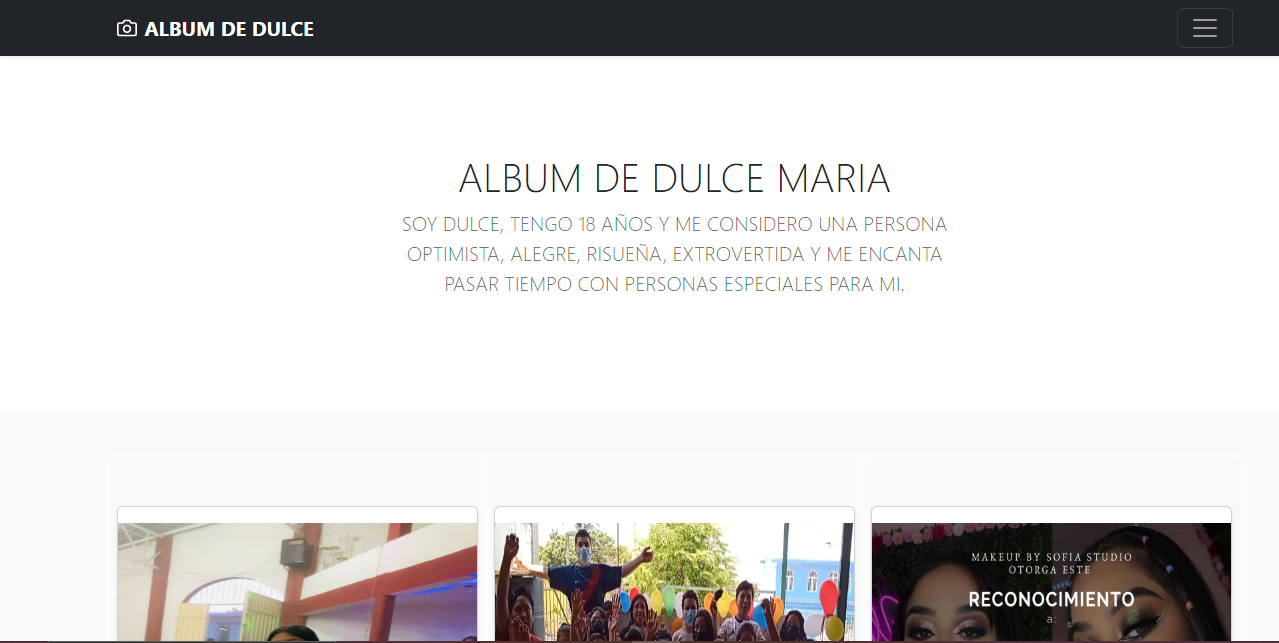 ALBUM DE DULCE
ALBUM DE DULCE MARIA
SOY DULCE, TENGO 18 AÑOS Y ME CONSIDERO UNA PERSONA
OPTIMISTA, ALEGRE, RISUEÑA, EXTROVERTIDA Y ME ENCANTA
PASAR TIEMPO CON PERSONAS ESPECIALES PARA MI.
MAKEUP BY SOFIA STUDIO
OTORGA ESTE
RECONOCIMIENTO
a: